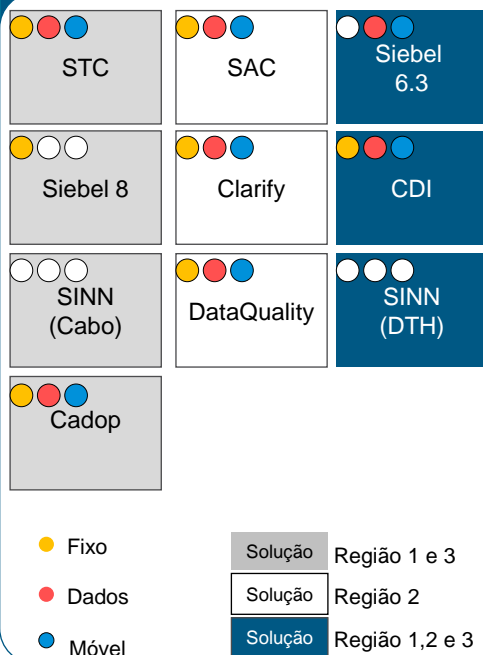 STC
SAC
Siebel
6.3
Siebel 8
Clarify
CDI
SINN
(Cabo)
DataQuality
SINN
(DTH)
Cadop
Fixo
Dados
Móvel
Solução Região 1 e 3
Solução Região 2
Solução Região 1,2 e 3